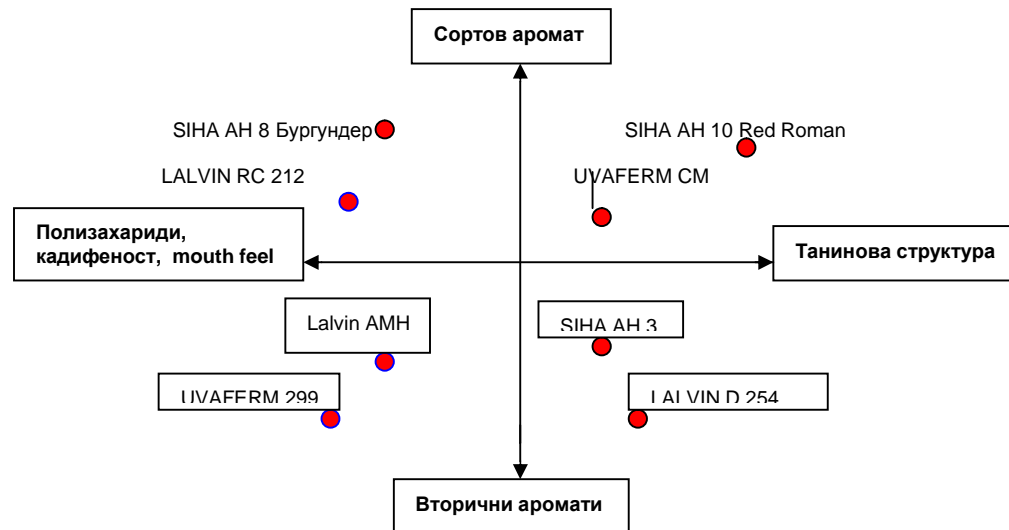 Сортов аромат
SIHA AH 8 Бургундер
SIHA AH 10 Red Roman
LALVIN RC 212
UVAFERM CM
Полизахариди,
кадифеност, mouth feel
Танинова структура
Lalvin AMH
SIHA AH 3
UVAFERM 299
LALVIN D 254
Вторични аромати